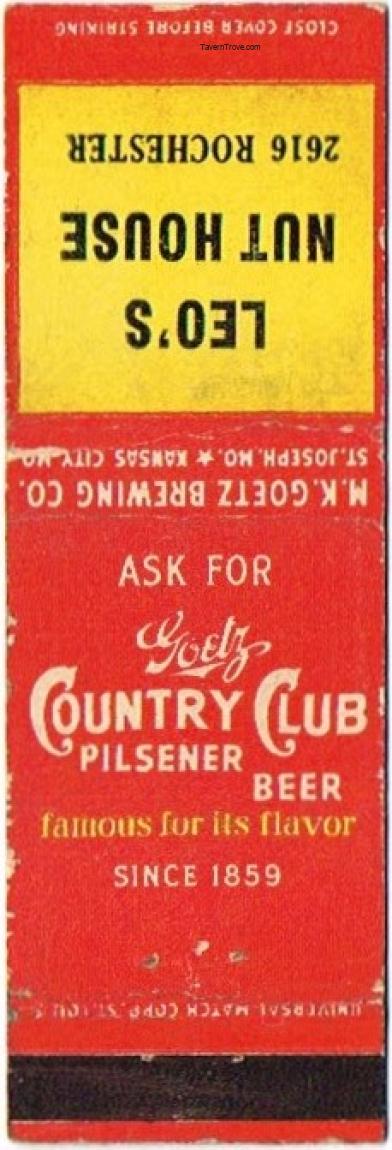 CLOSE COVER BEFORE STRIKING
TavernTrove.com
LEO'S
NUT HOUSE
2616 ROCHESTER
M.K. GOETZ BREWING CO.
ST. JOSEPH, MO. ★ KANSAS CITY, MO.
ASK FOR
Goetz
COUNTRY CLUB
PILSENER
BEER
famous for its flavor
SINCE 1859
UNIVERSAL MATCH CORP. ST. LOUIS